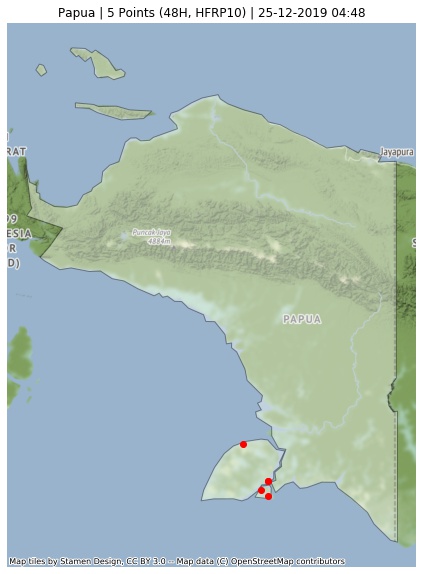 Papua | 5 Points (48H, HFRP10) | 25-12-2019 04:48
Jayapura
RAT
99
ESIA
R
D)
Puncak Jaya
4884m
S
PAPUA
Map tiles by Stamen Design, CC BY 3.0 -- Map data (C) OpenStreetMap contributors